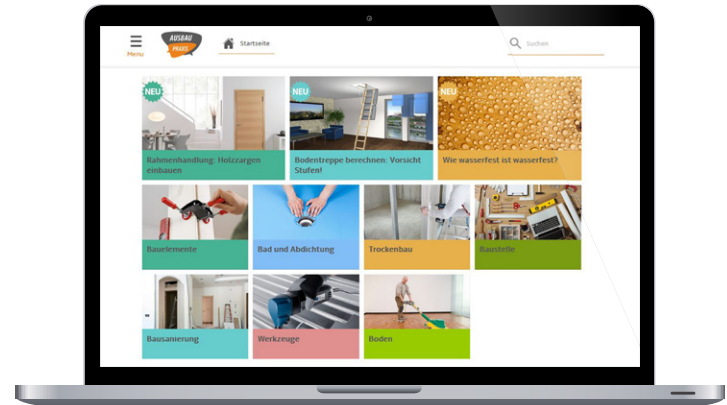 Menu
AUSBAU
PRAXIS
Startseite
Suchen
NEU
Rahmenhandlung: Holzzargen
einbauen
NEU
Bodentreppe berechnen: Vorsicht
Stufen!
NEU
Wie wasserfest ist wasserfest?
Bauelemente
Bad und Abdichtung
Trockenbau
Baustelle
Bausanierung
Werkzeuge
Boden